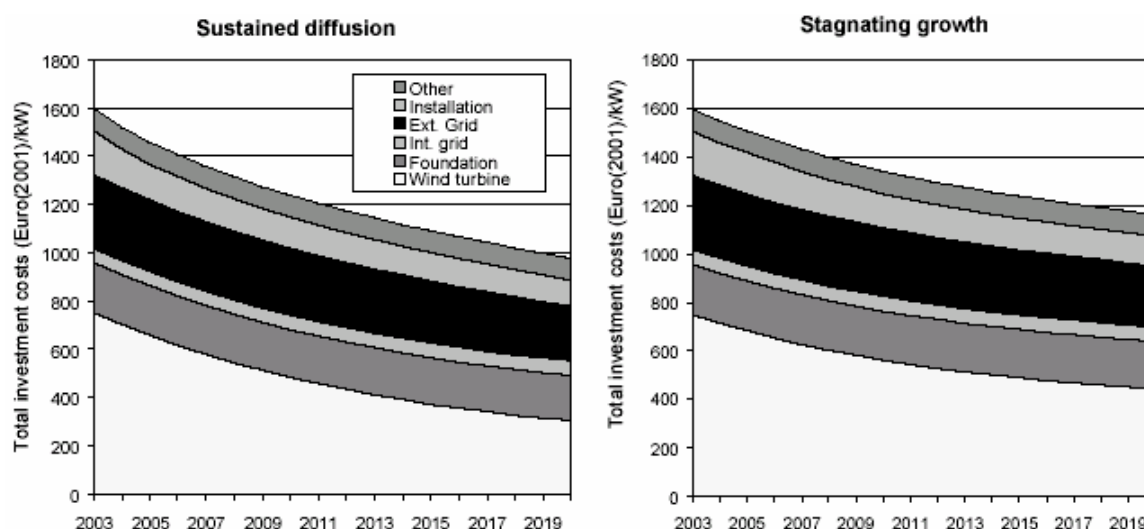 Sustained diffusion
Total investment costs (Euro(2001)/kW)
1800
1600
1400
1200
1000
800
600
400
200
0
Other
Installation
Ext. Grid
Int. grid
Foundation
Wind turbine
2003 2005 2007 2009 2011 2013 2015 2017 2019
Stagnating growth
Total investment costs (Euro(2001)/kW)
1800
1600
1400
1200
1000
800
600
400
200
0
2003 2005 2007 2009 2011 2013 2015 2017 2019